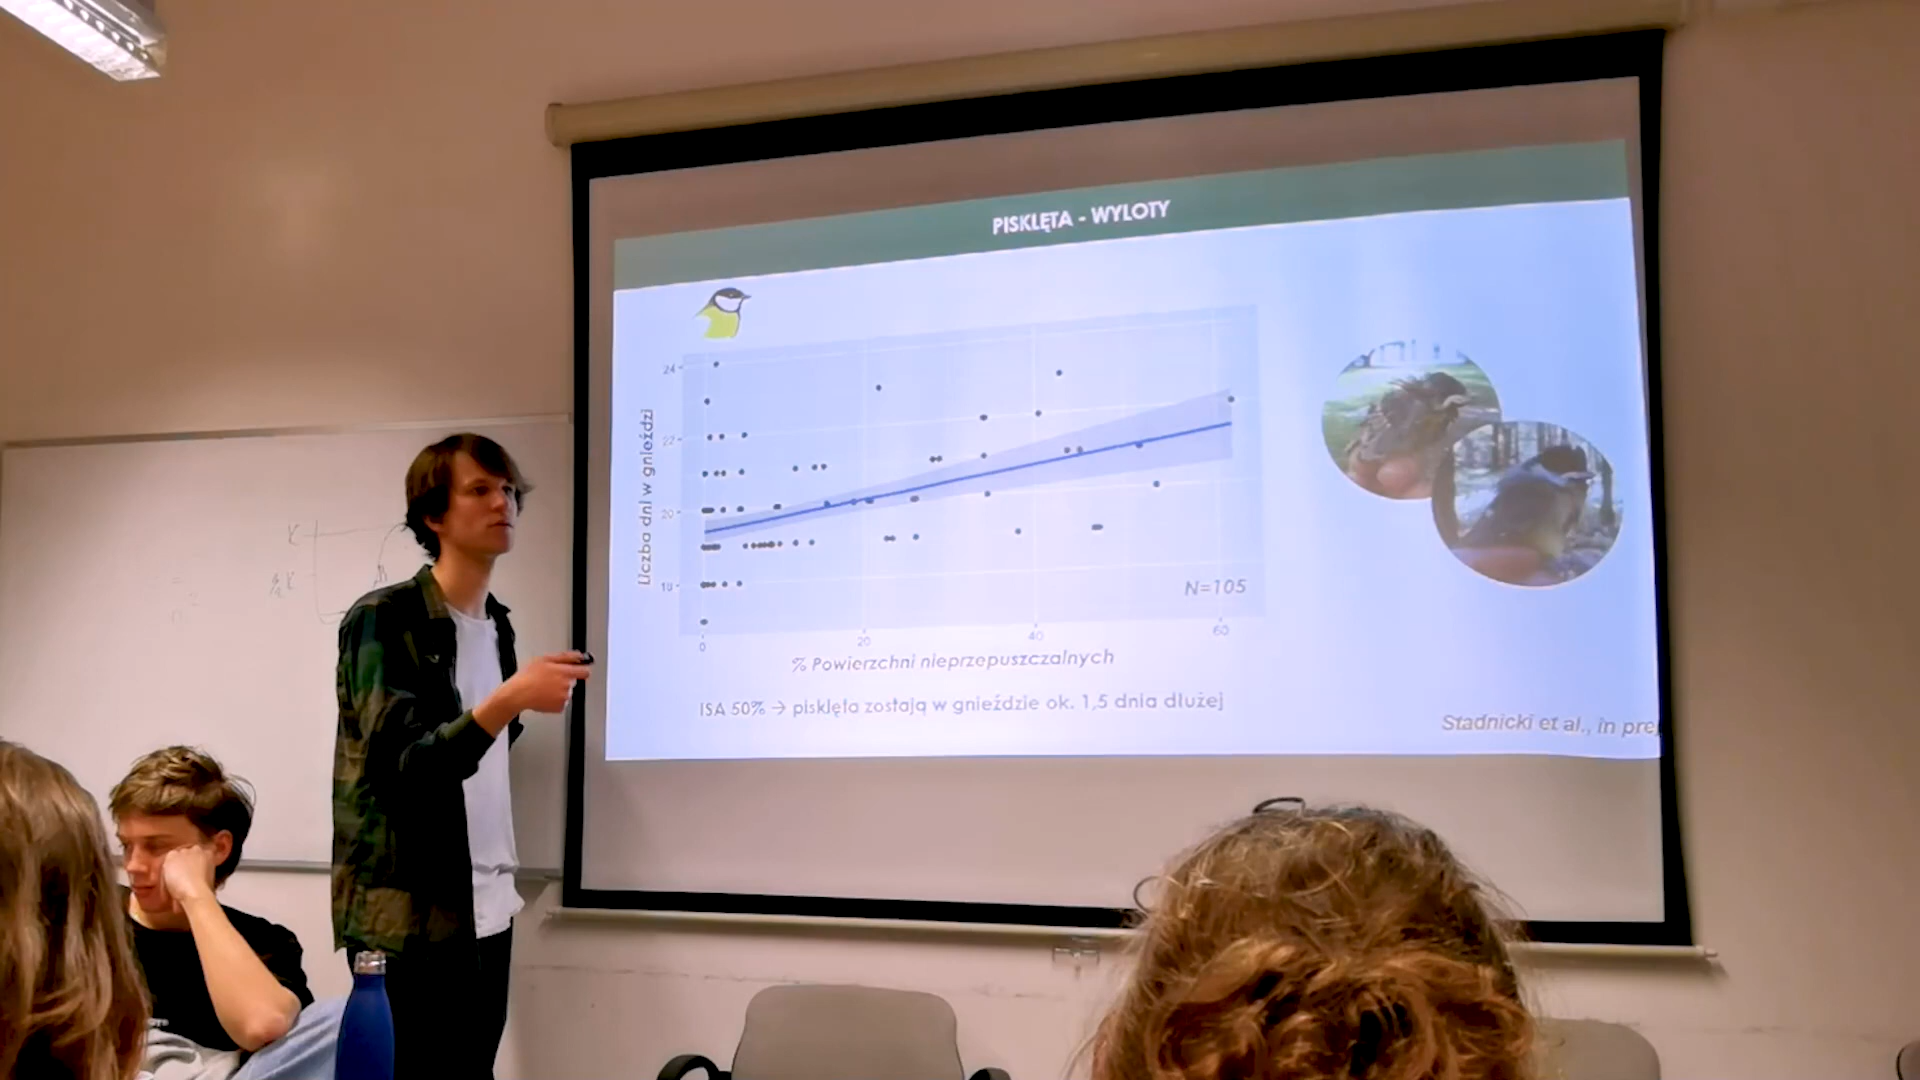 PISKLĘTA - WYLOTY
24
22
20
18
Liczba dni w gnieździ
N=105
0 20 40 60
% Powierzchni nieprzepuszczalnych
ISA 50% → pisklęta zostają w gnieździe ok. 1,5 dnia dłużej
Stadnicki et al., in pre